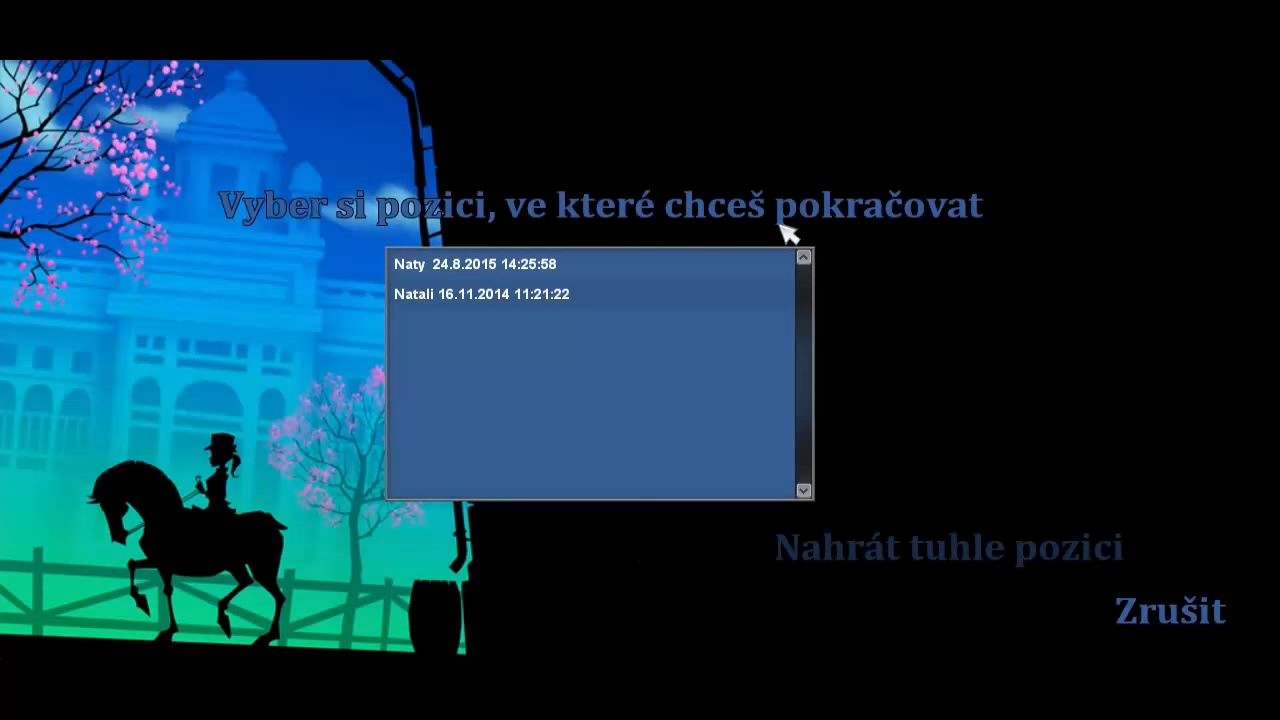 Vyber si pozici, ve které chceš pokračovat
Naty 24.8.2015 14:25:58
Natali 16.11.2014 11:21:22
Nahrát tuhle pozici
Zrušit